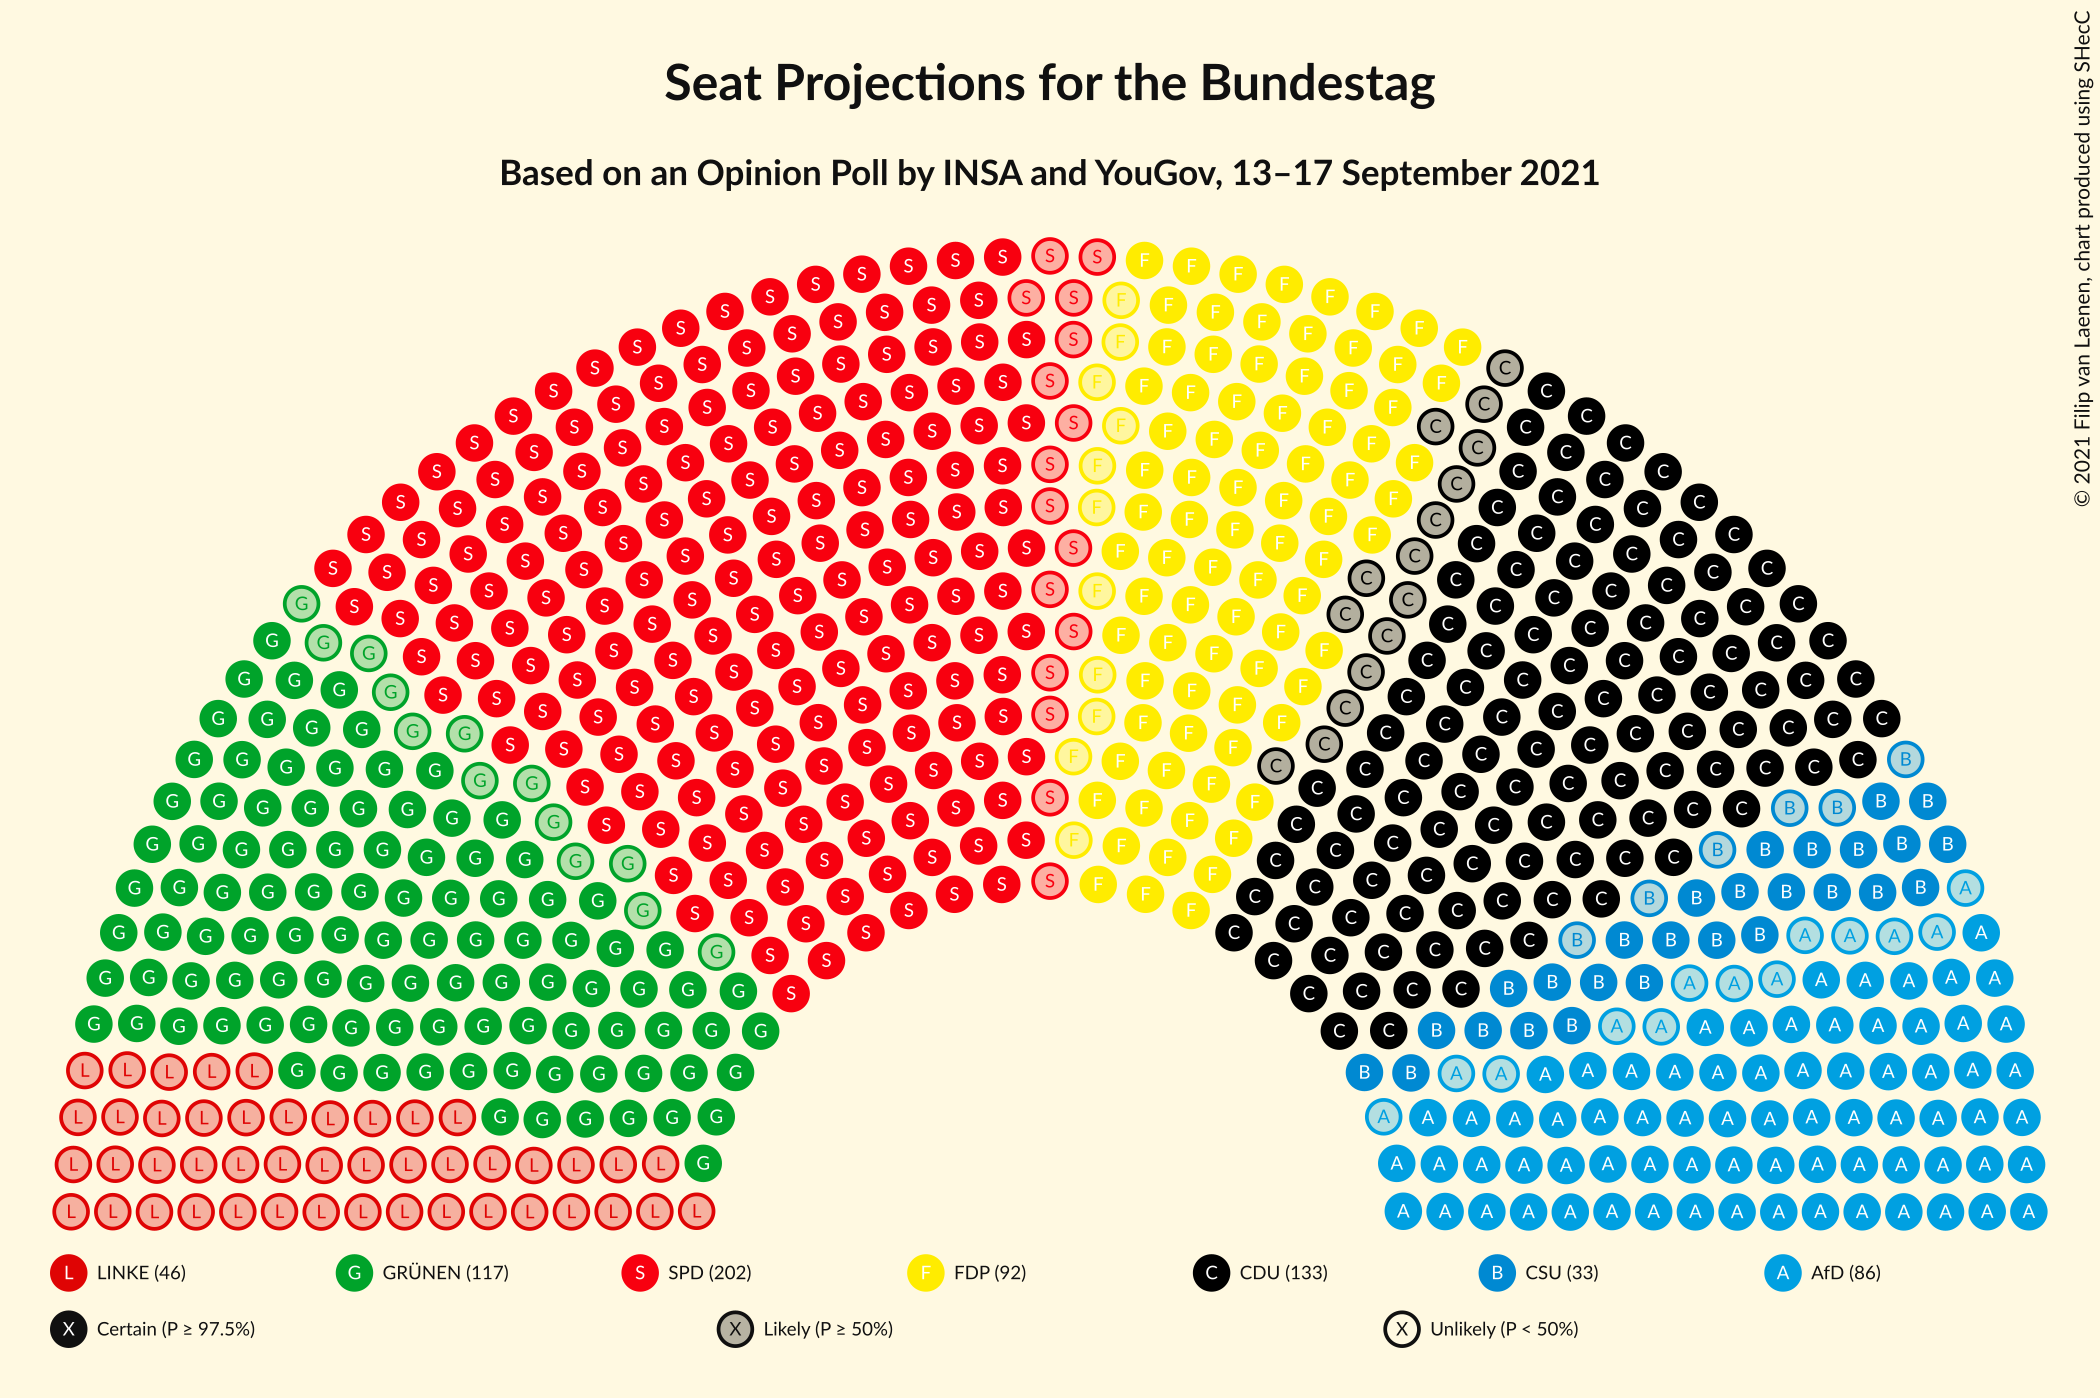 Seat Projections for the Bundestag
Based on an Opinion Poll by INSA and YouGov, 13–17 September 2021
© 2021 Filip van Laenen, chart produced using SHecC
L LINKE (46)
G GRÜNEN (117)
S SPD (202)
F FDP (92)
C CDU (133)
B CSU (33)
A AfD (86)
X Certain (P ≥ 97.5%)
X Likely (P ≥ 50%)
X Unlikely (P < 50%)